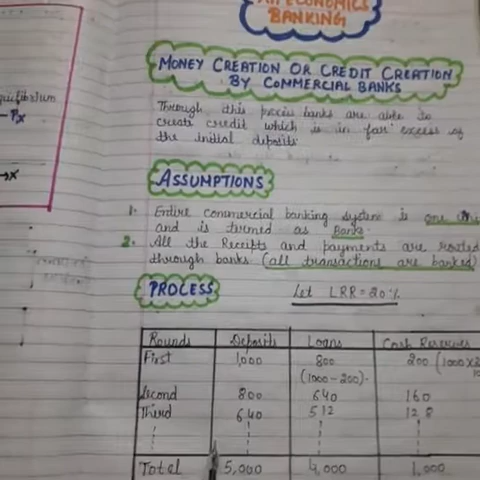 ECONOMICS
BANKING
MONEY CREATION OR CREDIT CREATION
BY COMMERCIAL BANKS
Through this process banks are able to
create credit which is in far excess of
the initial deposits.
→x
ASSUMPTIONS
1. Entire commercial banking system is one
and is termed as Banks.
2. All the Receipts and payments are routed
through banks (all transactions are banked)
PROCESS Let LRR = 20%
Rounds Deposits Loans Cash Reserves
First 1,000 800 200 (1000×2
(1000-200).
Second 800 640 160
Third 640 512 128
Total 5,000 4,000 1,000